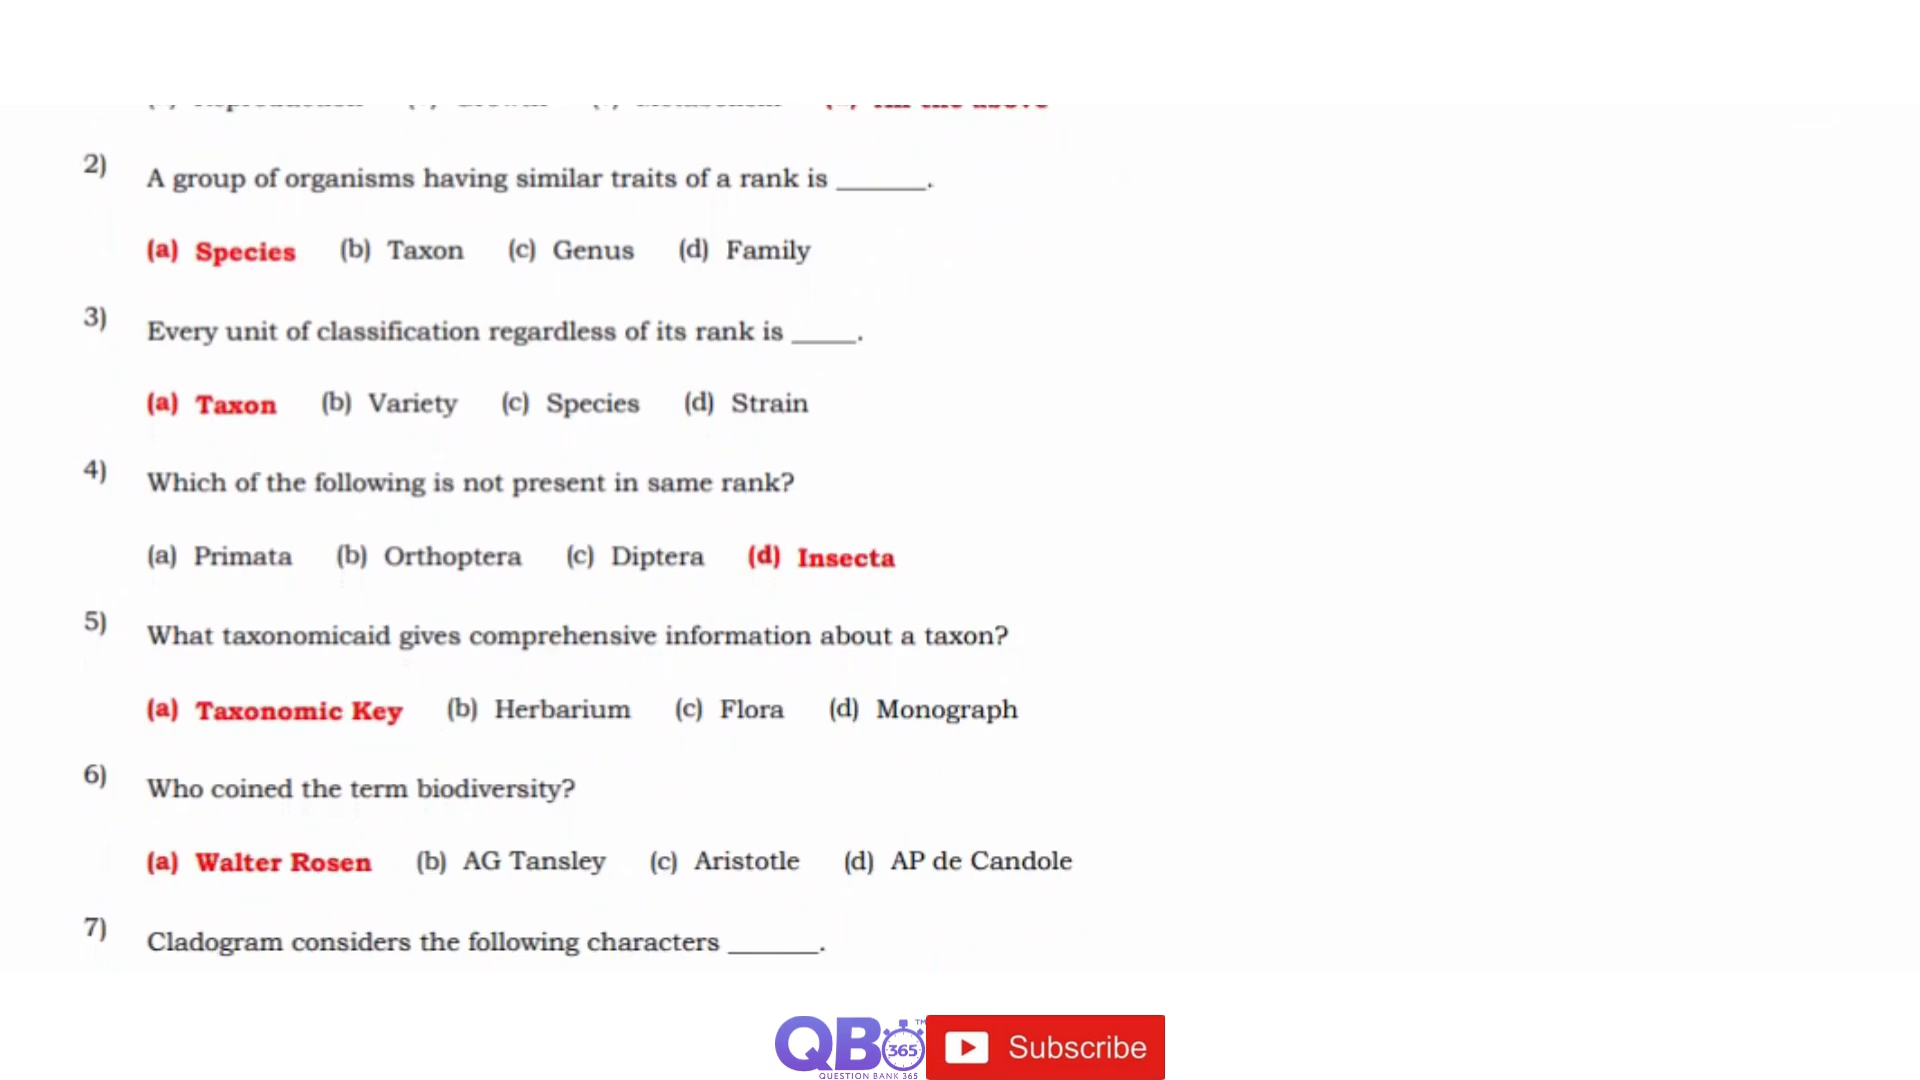 2) A group of organisms having similar traits of a rank is ______.
(a) Species (b) Taxon (c) Genus (d) Family
3) Every unit of classification regardless of its rank is ____.
(a) Taxon (b) Variety (c) Species (d) Strain
4) Which of the following is not present in same rank?
(a) Primata (b) Orthoptera (c) Diptera (d) Insecta
5) What taxonomicaid gives comprehensive information about a taxon?
(a) Taxonomic Key (b) Herbarium (c) Flora (d) Monograph
6) Who coined the term biodiversity?
(a) Walter Rosen (b) AG Tansley (c) Aristotle (d) AP de Candole
7) Cladogram considers the following characters ______.
QB 365 ™ Subscribe
QUESTION BANK 365